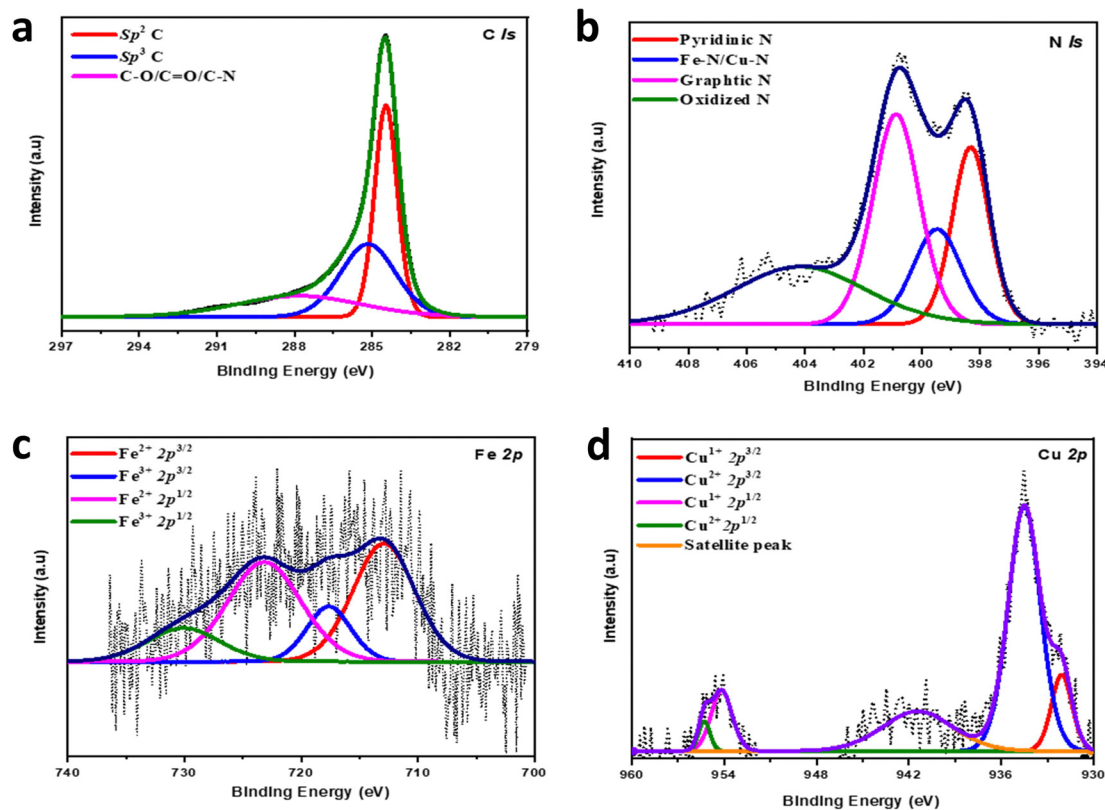 a
C Is
Sp² C
Sp³ C
C-O/C=O/C-N
Intensity (a.u)
297 294 291 288 285 282 279
Binding Energy (eV)
b
N Is
Pyridinic N
Fe-N/Cu-N
Graphtic N
Oxidized N
Intensity (a.u)
410 408 406 404 402 400 398 396 394
Binding Energy (eV)
c
Fe 2p
Fe²⁺ 2p³/²
Fe³⁺ 2p³/²
Fe²⁺ 2p¹/²
Fe³⁺ 2p¹/²
Intensity (a.u
740 730 720 710 700
Binding Energy (eV)
d
Cu 2p
Cu¹⁺ 2p³/²
Cu²⁺ 2p³/²
Cu¹⁺ 2p¹/²
Cu²⁺ 2p¹/²
Satellite peak
Intensity (a.u
960 954 948 942 936 930
Binding Energy (eV)